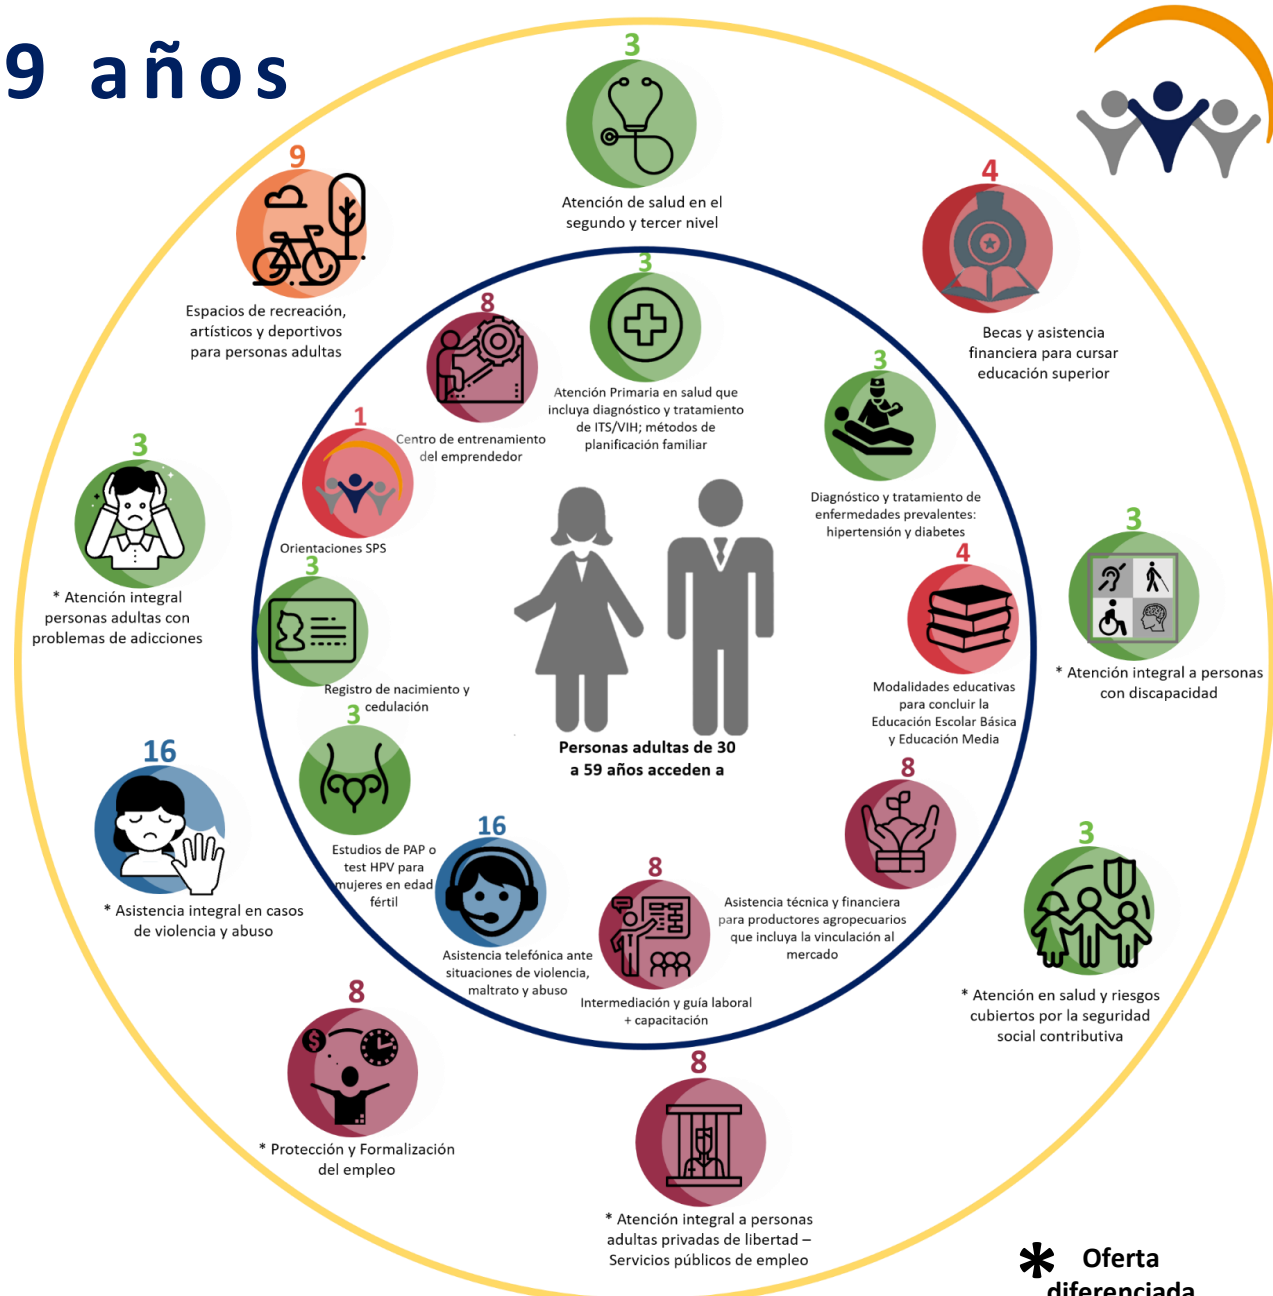 9 años
3
Atención de salud en el
segundo y tercer nivel
9
Espacios de recreación,
artísticos y deportivos
para personas adultas
4
Becas y asistencia
financiera para cursar
educación superior
3
Atención Primaria en salud que
incluya diagnóstico y tratamiento
de ITS/VIH; métodos de
planificación familiar
8
Centro de entrenamiento
del emprendedor
3
Diagnóstico y tratamiento de
enfermedades prevalentes:
hipertensión y diabetes
1
Orientaciones SPS
3
* Atención integral
personas adultas con
problemas de adicciones
3
* Atención integral a personas
con discapacidad
4
Modalidades educativas
para concluir la
Educación Escolar Básica
y Educación Media
3
Registro de nacimiento y
cedulación
Personas adultas de 30
a 59 años acceden a
3
Estudios de PAP o
test HPV para
mujeres en edad
fértil
16
* Asistencia integral en casos
de violencia y abuso
8
Asistencia técnica y financiera
para productores agropecuarios
que incluya la vinculación al
mercado
16
Asistencia telefónica ante
situaciones de violencia,
maltrato y abuso
8
Intermediación y guía laboral
+ capacitación
3
* Atención en salud y riesgos
cubiertos por la seguridad
social contributiva
8
$
* Protección y Formalización
del empleo
8
* Atención integral a personas
adultas privadas de libertad –
Servicios públicos de empleo
* Oferta
diferenciada